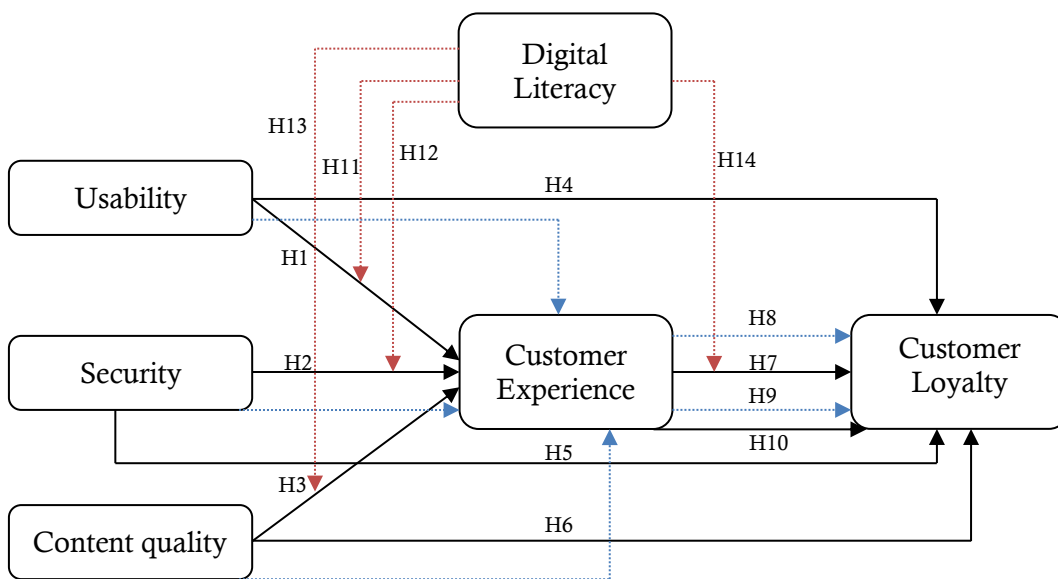 Digital
Literacy
H13
H11
H12
H14
Usability
H4
H1
H8
Security
H2
Customer
Experience
H7
Customer
Loyalty
H9
H10
H5
H3
Content quality
H6